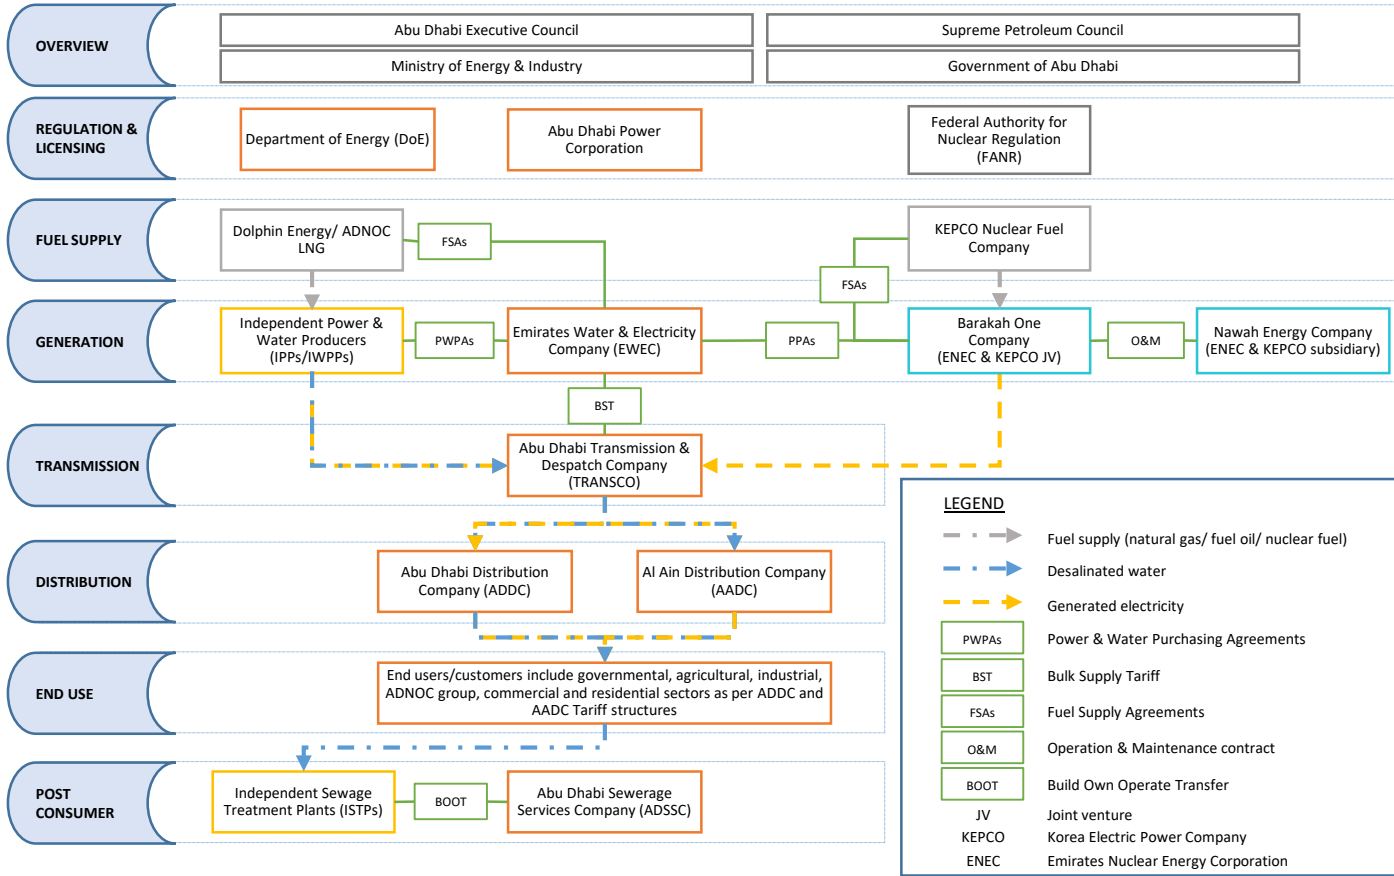 OVERVIEW
Abu Dhabi Executive Council
Supreme Petroleum Council
Ministry of Energy & Industry
Government of Abu Dhabi
REGULATION &
LICENSING
Department of Energy (DoE)
Abu Dhabi Power
Corporation
Federal Authority for
Nuclear Regulation
(FANR)
FUEL SUPPLY
Dolphin Energy/ ADNOC
LNG
FSAs
KEPCO Nuclear Fuel
Company
FSAs
GENERATION
Independent Power &
Water Producers
(IPPs/IWPPs)
PWPAs
Emirates Water & Electricity
Company (EWEC)
PPAs
Barakah One
Company
(ENEC & KEPCO JV)
O&M
Nawah Energy Company
(ENEC & KEPCO subsidiary)
BST
TRANSMISSION
Abu Dhabi Transmission &
Despatch Company
(TRANSCO)
DISTRIBUTION
Abu Dhabi Distribution
Company (ADDC)
Al Ain Distribution Company
(AADC)
END USE
End users/customers include governmental, agricultural, industrial,
ADNOC group, commercial and residential sectors as per ADDC and
AADC Tariff structures
POST
CONSUMER
Independent Sewage
Treatment Plants (ISTPs)
BOOT
Abu Dhabi Sewerage
Services Company (ADSSC)
LEGEND
Fuel supply (natural gas/ fuel oil/ nuclear fuel)
Desalinated water
Generated electricity
PWPAs Power & Water Purchasing Agreements
BST Bulk Supply Tariff
FSAs Fuel Supply Agreements
O&M Operation & Maintenance contract
BOOT Build Own Operate Transfer
JV Joint venture
KEPCO Korea Electric Power Company
ENEC Emirates Nuclear Energy Corporation